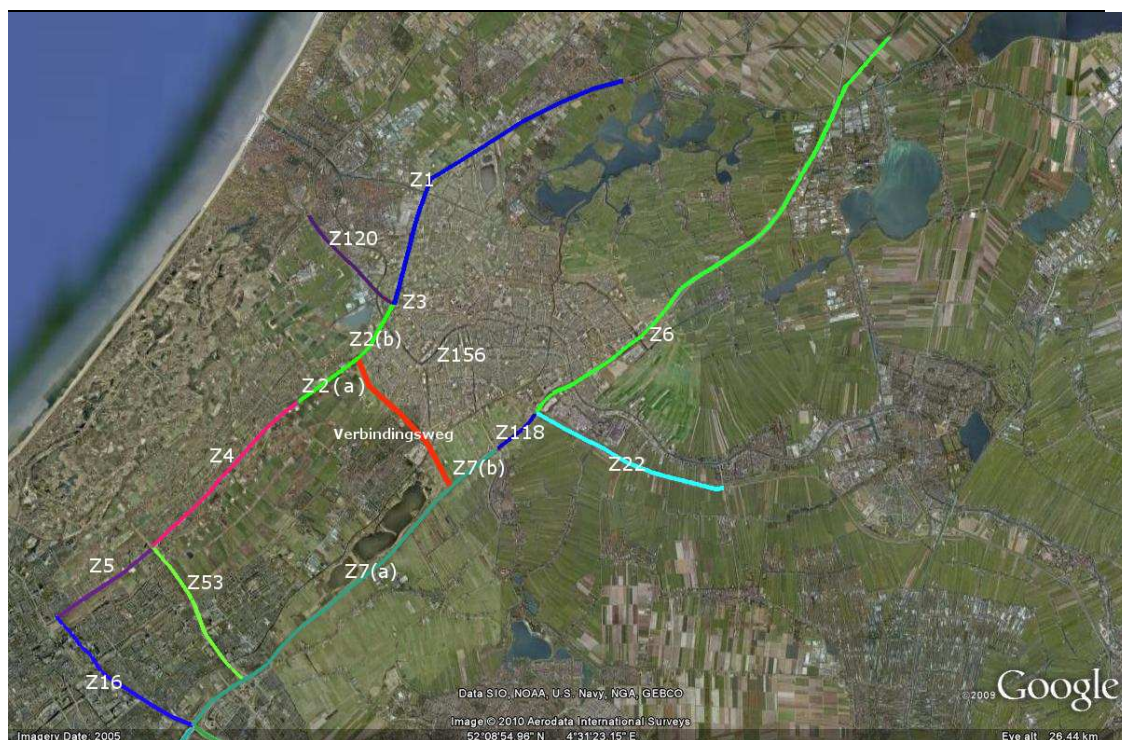 Z1
Z120
Z3
Z2(b)
Z156
Z6
Z2(a)
Verbindingsweg
Z118
Z4
Z7(b)
Z22
Z5
Z53
Z7(a)
Z16
Data SIO, NOAA, U.S. Navy, NGA, GEBCO
©2009 Google
Image © 2010 Aerodata International Surveys
Imagery Date: 2005 52°08'54.96" N 4°31'23.15" E Eye alt 26.44 km